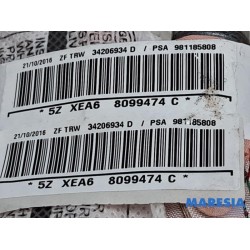 21/10/2016 ZF TRW 34206934 D / PSA 981185808
* 5Z XEA6 8099474 C *
21/10/2016 ZF TRW 34206934 D / PSA 981185808
* 5Z XEA6 8099474 C *
MARESIA